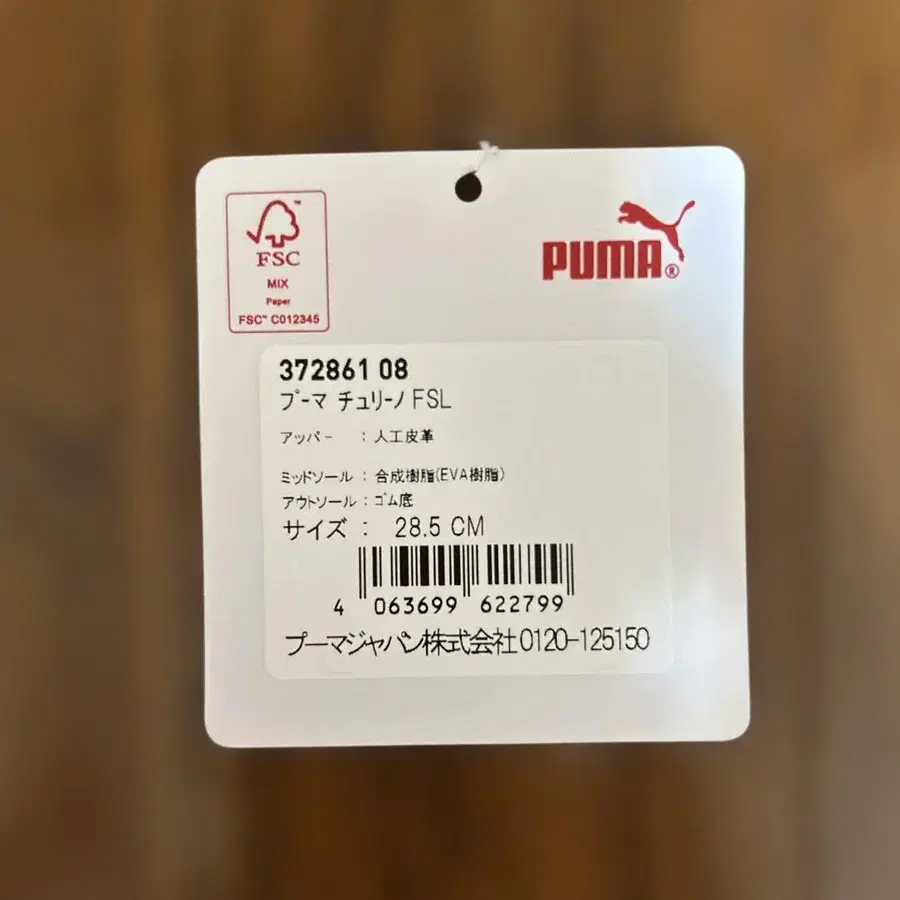 FSC™
MIX
Paper
FSC™ C012345
PUMA®
372861 08
プーマ チュリーノ FSL
アッパー : 人工皮革
ミッドソール : 合成樹脂(EVA樹脂)
アウトソール : ゴム底
サイズ : 28.5 CM
4 063699 622799
プーマジャパン株式会社 0120-125150